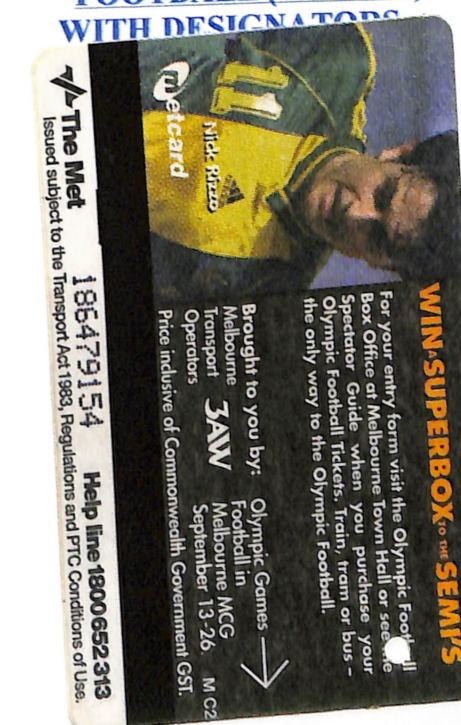 WITH DESIGNATORS
WIN A SUPERBOX TO THE SEMI'S
For your entry form visit the Olympic Football
Box Office at Melbourne Town Hall or see the
Spectator Guide when you purchase your
Olympic Football Tickets. Train, tram or bus –
the only way to the Olympic Football.
11
Nick Rizzo
metcard
Brought to you by:
Melbourne
Transport
Operators
3AW
Olympic Games
Football in
Melbourne MCG
September 13-26
M C2
Price inclusive of Commonwealth Government GST.
The Met
186479154
Help line 1800 652 313
Issued subject to the Transport Act 1983, Regulations and PTC Conditions of Use.